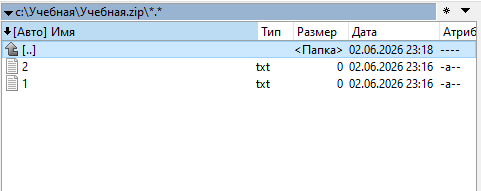 c:\Учебная\Учебная.zip\*.* * ▼
[Авто] Имя Тип Размер Дата Атриб
[..] <Папка> 02.06.2026 23:18 ----
2 txt 0 02.06.2026 23:16 -a--
1 txt 0 02.06.2026 23:16 -a--